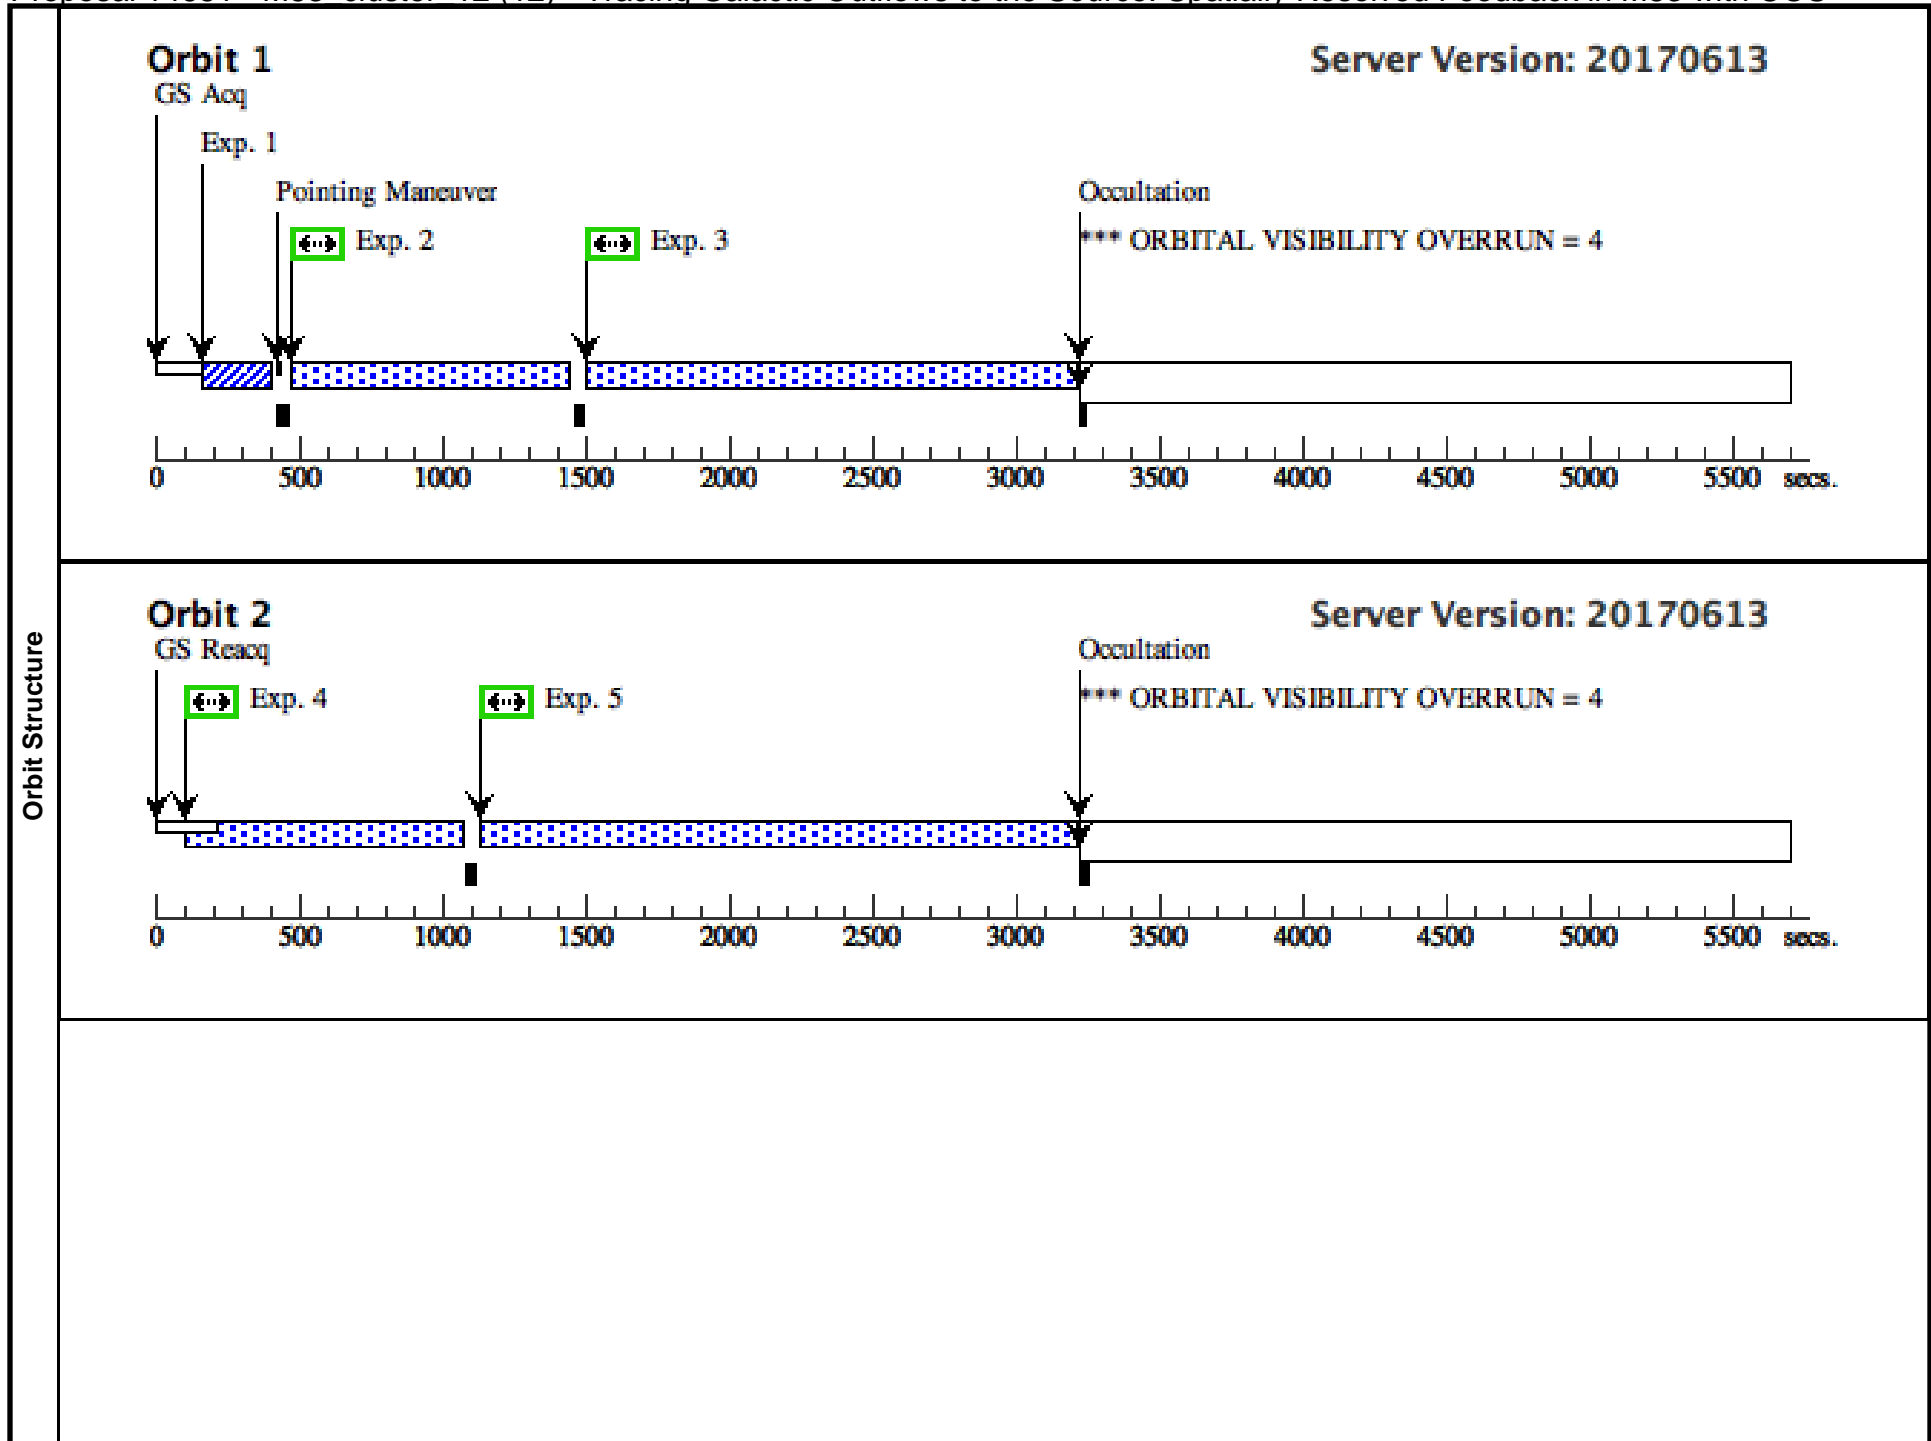 Orbit Structure
Orbit 1
Server Version: 20170613
GS Acq
Exp. 1
Pointing Maneuver
Occultation
Exp. 2
Exp. 3
*** ORBITAL VISIBILITY OVERRUN = 4
0 500 1000 1500 2000 2500 3000 3500 4000 4500 5000 5500 secs.
Orbit 2
Server Version: 20170613
GS Reacq
Occultation
Exp. 4
Exp. 5
*** ORBITAL VISIBILITY OVERRUN = 4
0 500 1000 1500 2000 2500 3000 3500 4000 4500 5000 5500 secs.